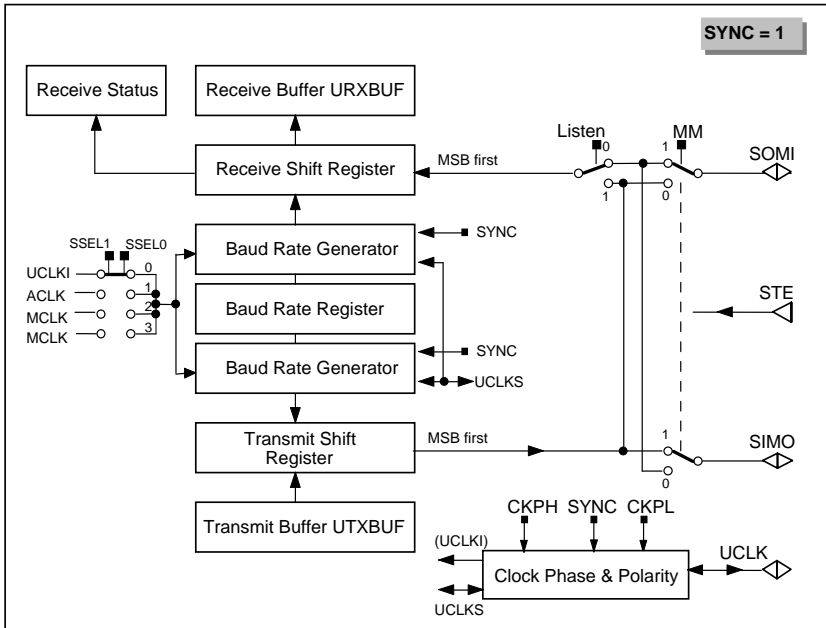 SYNC = 1
Receive Status
Receive Buffer URXBUF
Listen
MM
SOMI
0
1
Receive Shift Register
MSB first
1
0
SSEL1
SSEL0
Baud Rate Generator
SYNC
UCLKI
0
ACLK
1
MCLK
2
MCLK
3
Baud Rate Register
STE
Baud Rate Generator
SYNC
UCLKS
Transmit Shift
Register
MSB first
1
SIMO
0
Transmit Buffer UTXBUF
CKPH
SYNC
CKPL
(UCLKI)
Clock Phase & Polarity
UCLK
UCLKS